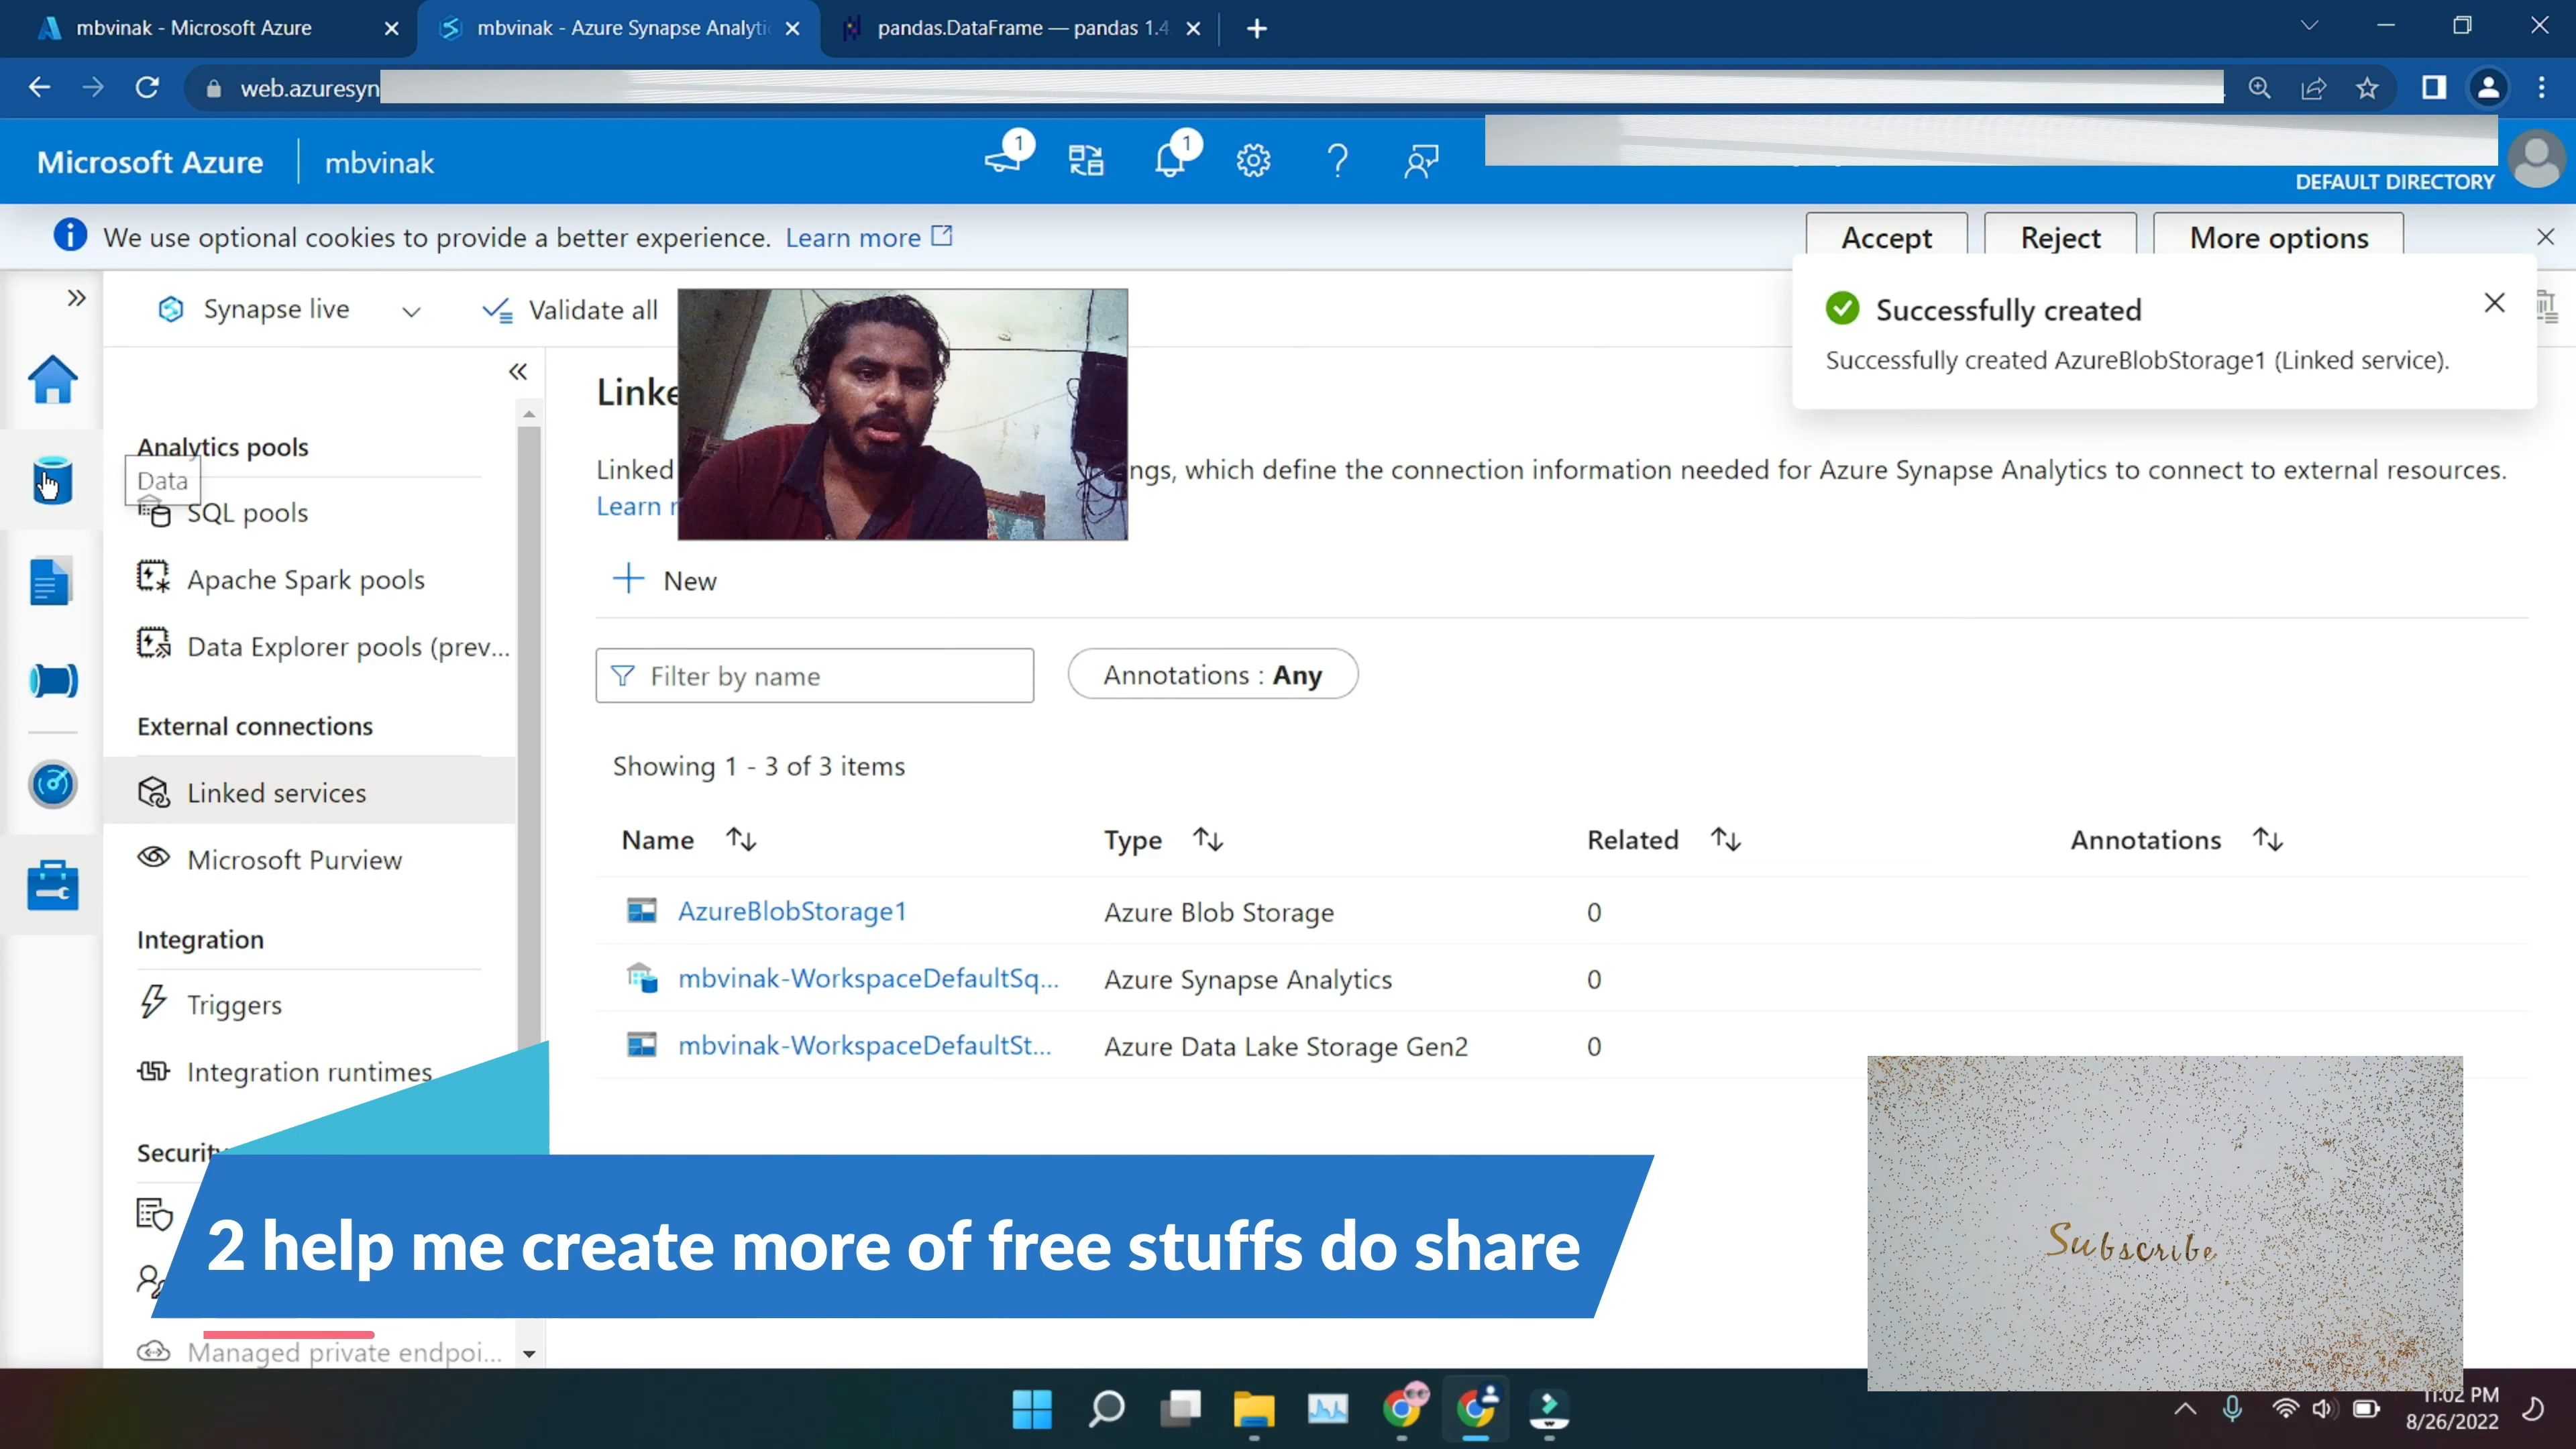 mbvinak - Microsoft Azure
mbvinak - Azure Synapse Analyti
pandas.DataFrame — pandas 1.4
web.azuresyn
Microsoft Azure
mbvinak
1
1
DEFAULT DIRECTORY
We use optional cookies to provide a better experience. Learn more
Accept
Reject
More options
Synapse live
Validate all
Successfully created
Successfully created AzureBlobStorage1 (Linked service).
Analytics pools
Data
SQL pools
Apache Spark pools
Data Explorer pools (prev...
External connections
Linked services
Microsoft Purview
Integration
Triggers
Integration runtimes
Security
Managed private endpoi...
Linke
Linked ngs, which define the connection information needed for Azure Synapse Analytics to connect to external resources.
Learn
New
Filter by name
Annotations : Any
Showing 1 - 3 of 3 items
Name Type Related Annotations
AzureBlobStorage1 Azure Blob Storage 0
mbvinak-WorkspaceDefaultSq... Azure Synapse Analytics 0
mbvinak-WorkspaceDefaultSt... Azure Data Lake Storage Gen2 0
2 help me create more of free stuffs do share
Subscribe
11:02 PM
8/26/2022